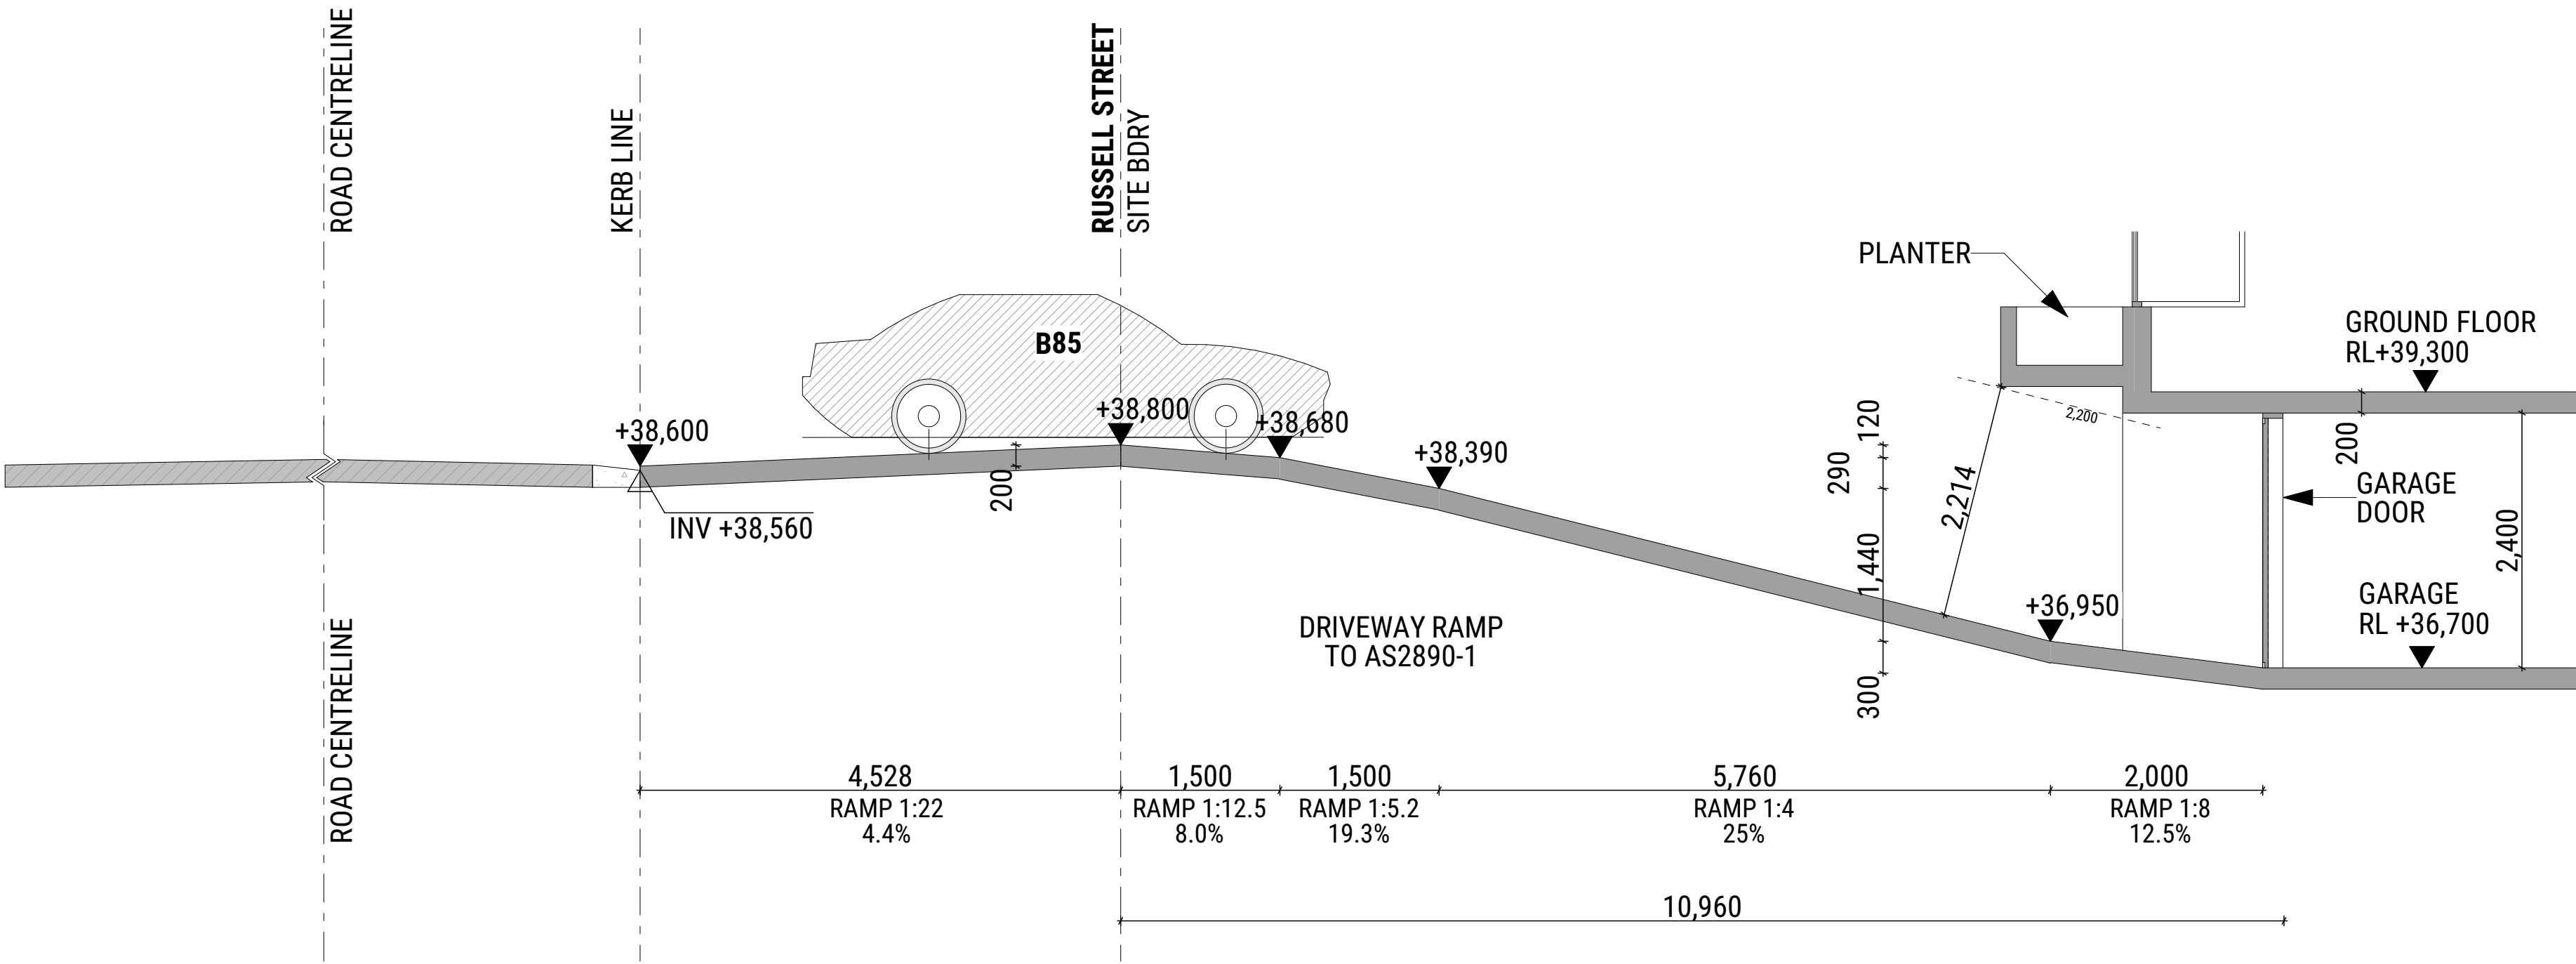 ROAD CENTRELINE
KERB LINE
RUSSELL STREET
SITE BDRY
PLANTER
GROUND FLOOR
RL+39,300
B85
+38,600
+38,800
+38,680
+38,390
INV +38,560
200
120
290
1,440
300
2,214
2,200
200
GARAGE
DOOR
2,400
+36,950
GARAGE
RL +36,700
DRIVEWAY RAMP
TO AS2890-1
ROAD CENTRELINE
4,528
RAMP 1:22
4.4%
1,500
RAMP 1:12.5
8.0%
1,500
RAMP 1:5.2
19.3%
5,760
RAMP 1:4
25%
2,000
RAMP 1:8
12.5%
10,960